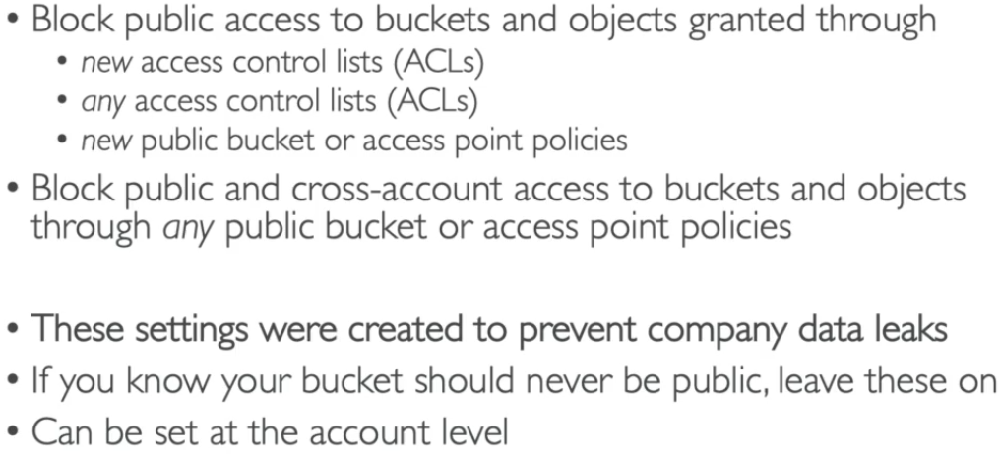 • Block public access to buckets and objects granted through
• new access control lists (ACLs)
• any access control lists (ACLs)
• new public bucket or access point policies
• Block public and cross-account access to buckets and objects
through any public bucket or access point policies
• These settings were created to prevent company data leaks
• If you know your bucket should never be public, leave these on
• Can be set at the account level